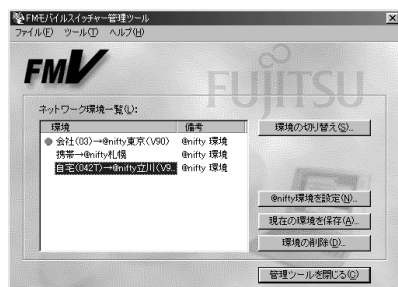 FMモバイルスイッチャー管理ツール
ファイル(F) ツール(T) ヘルプ(H)
FMV
FUJITSU
ネットワーク環境一覧(L):
環境 備考
会社(03)→@nifty東京(V90) @nifty 環境
携帯→@nifty札幌 @nifty 環境
自宅(042T)→@nifty立川(V9... @nifty 環境
環境の切り替え(S)...
@nifty環境を設定(N)...
現在の環境を保存(A)...
環境の削除(D)...
管理ツールを閉じる(C)